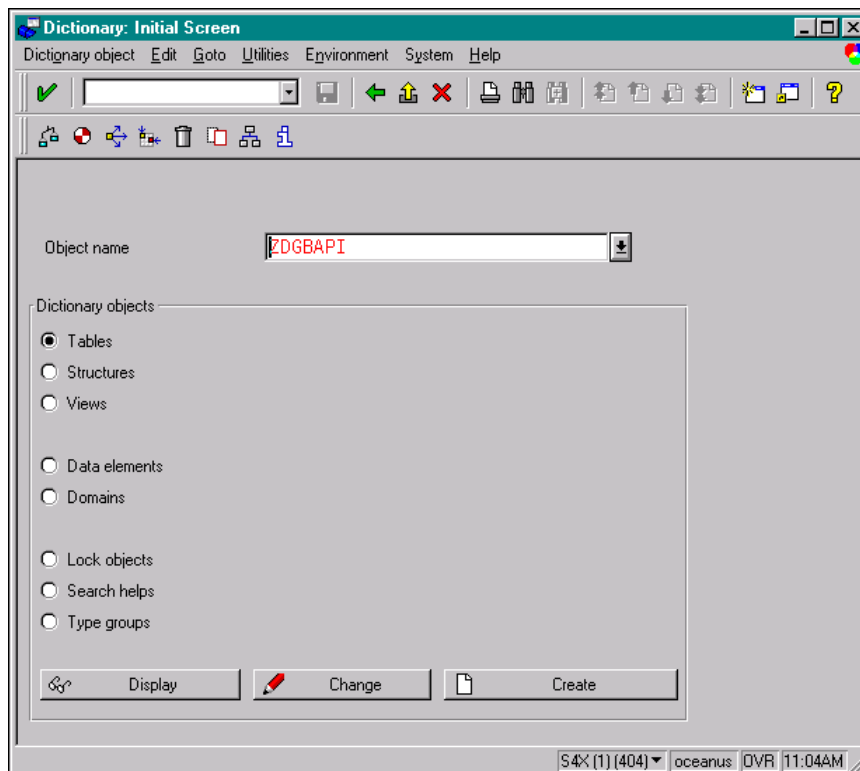 Dictionary: Initial Screen
Dictionary object Edit Goto Utilities Environment System Help
Object name ZDGBAPI
Dictionary objects
Tables
Structures
Views
Data elements
Domains
Lock objects
Search helps
Type groups
Display Change Create
S4X (1) (404) oceanus OVR 11:04AM